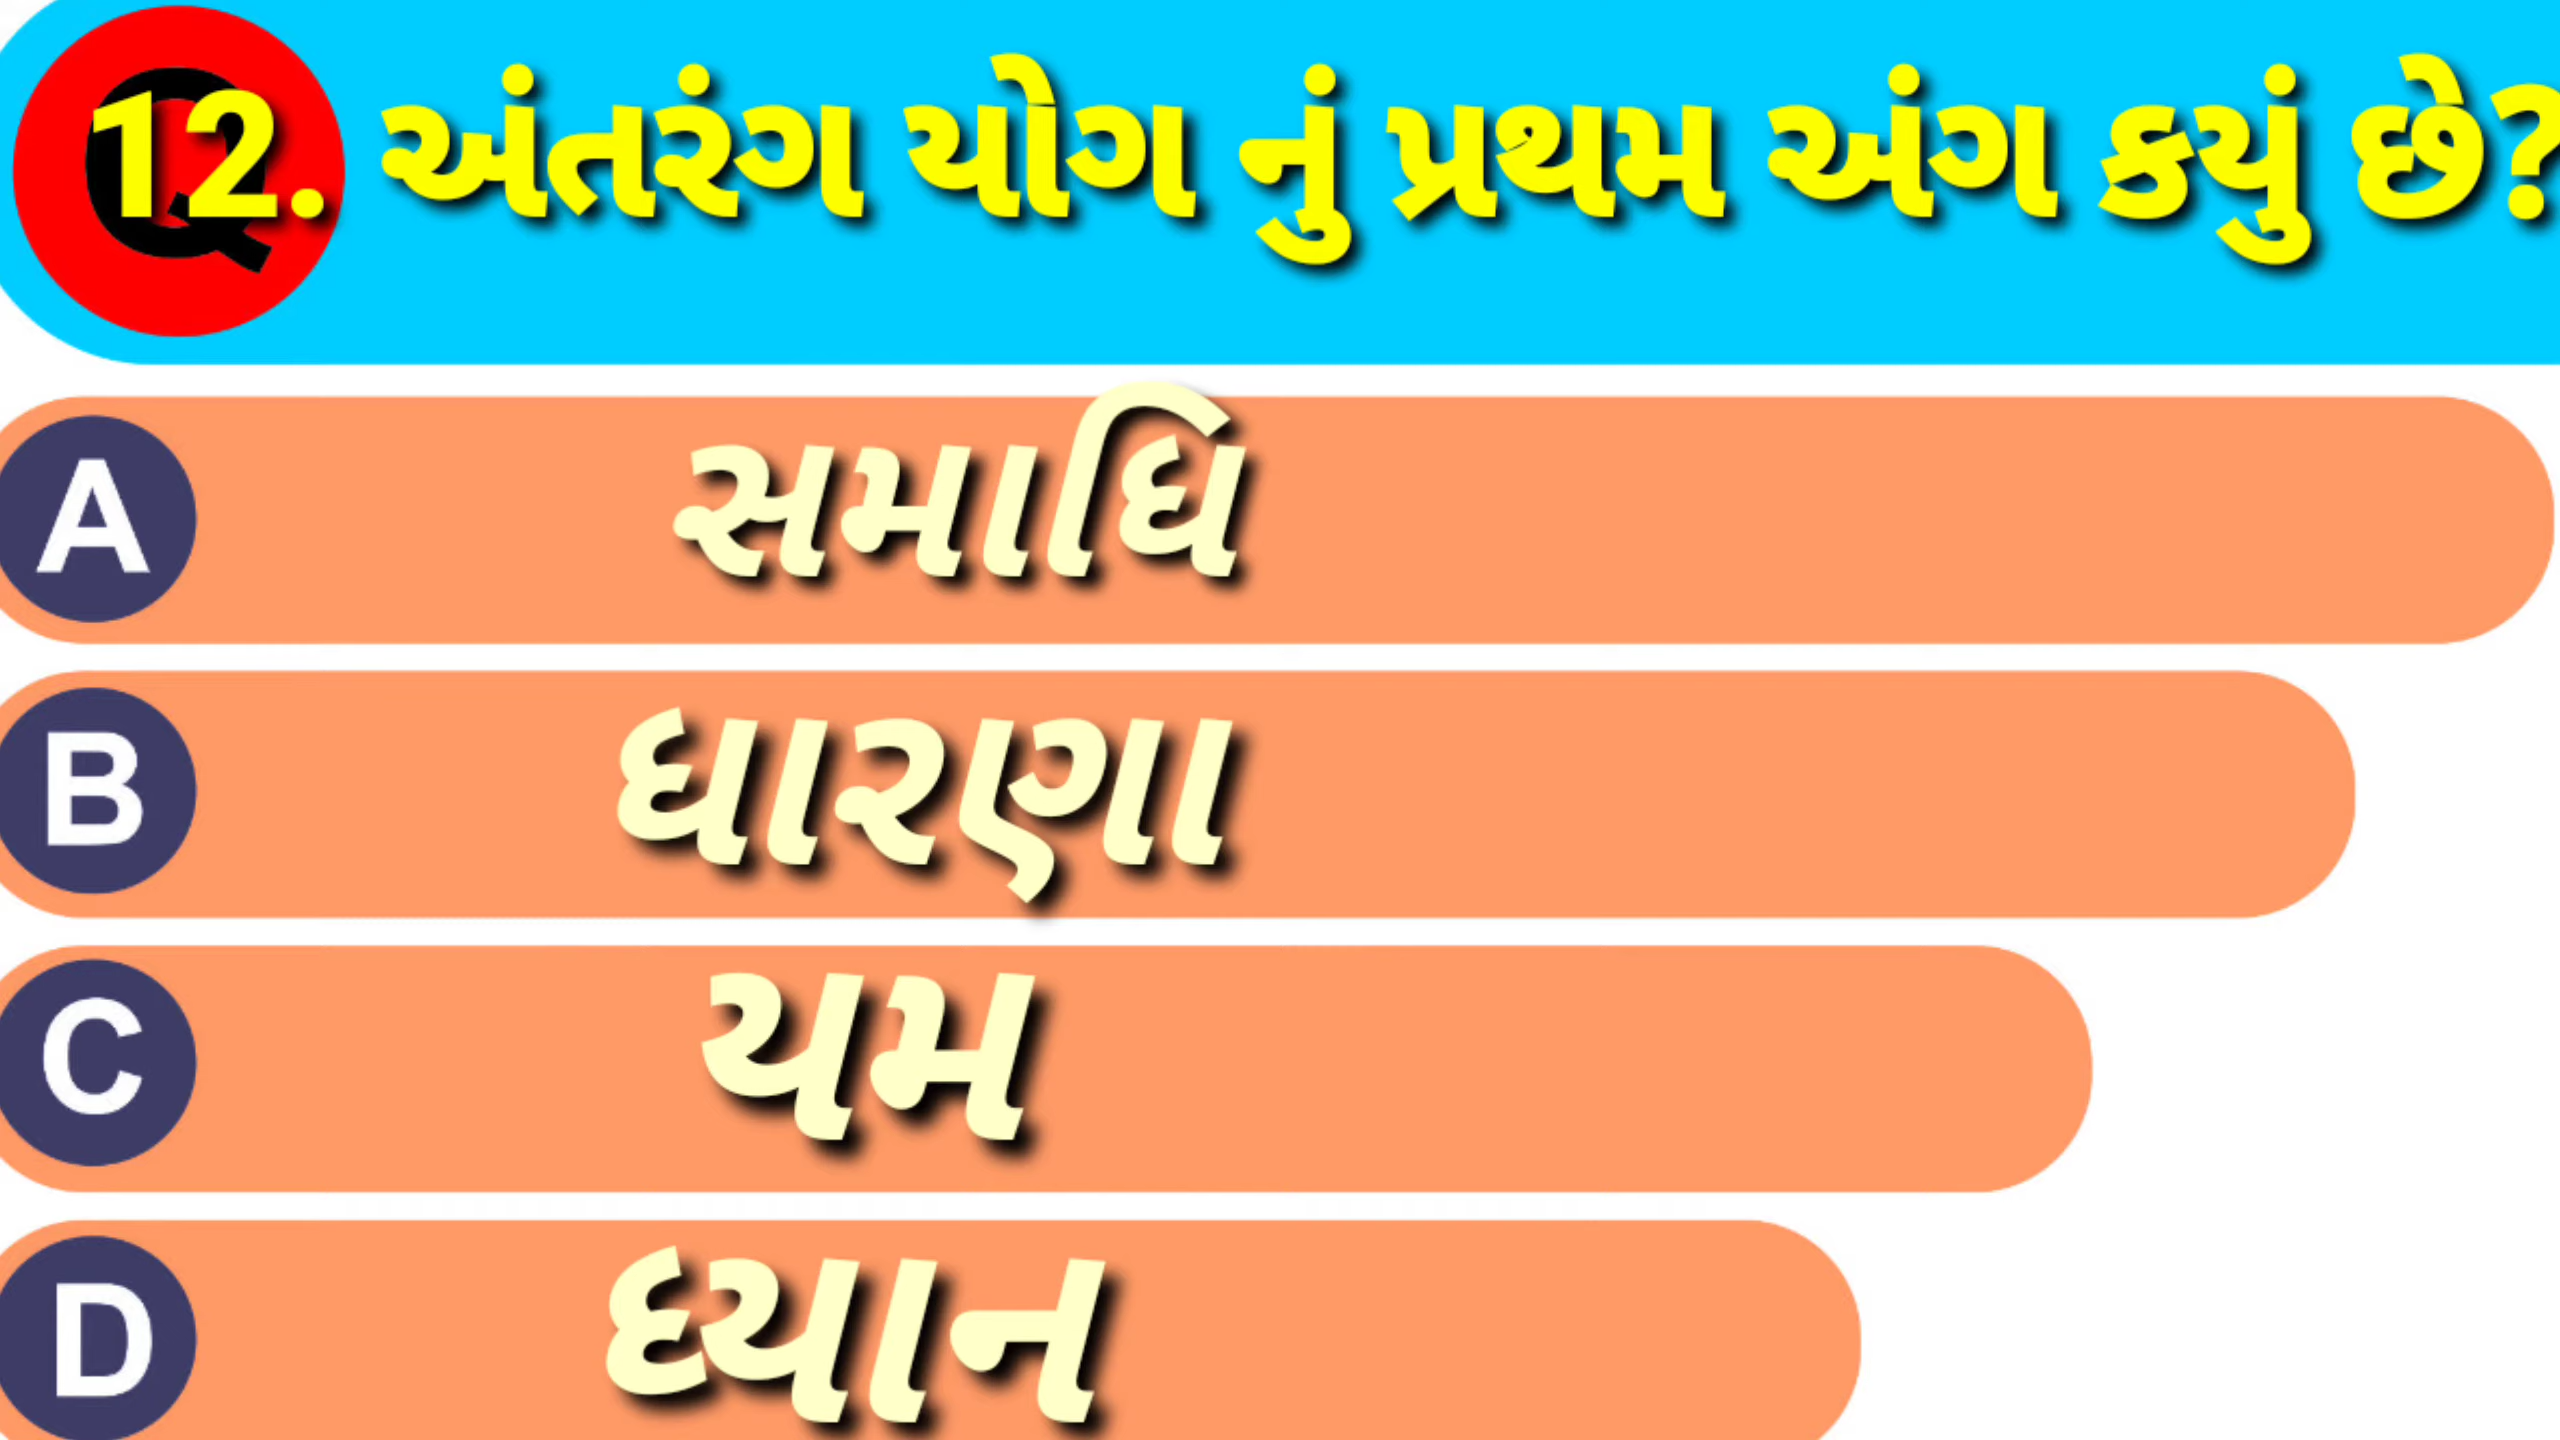 Q 12. અંતરંગ યોગ નું પ્રથમ અંગ કયું છે?
A સમાધિ
B ધારણા
C યમ
D ધ્યાન